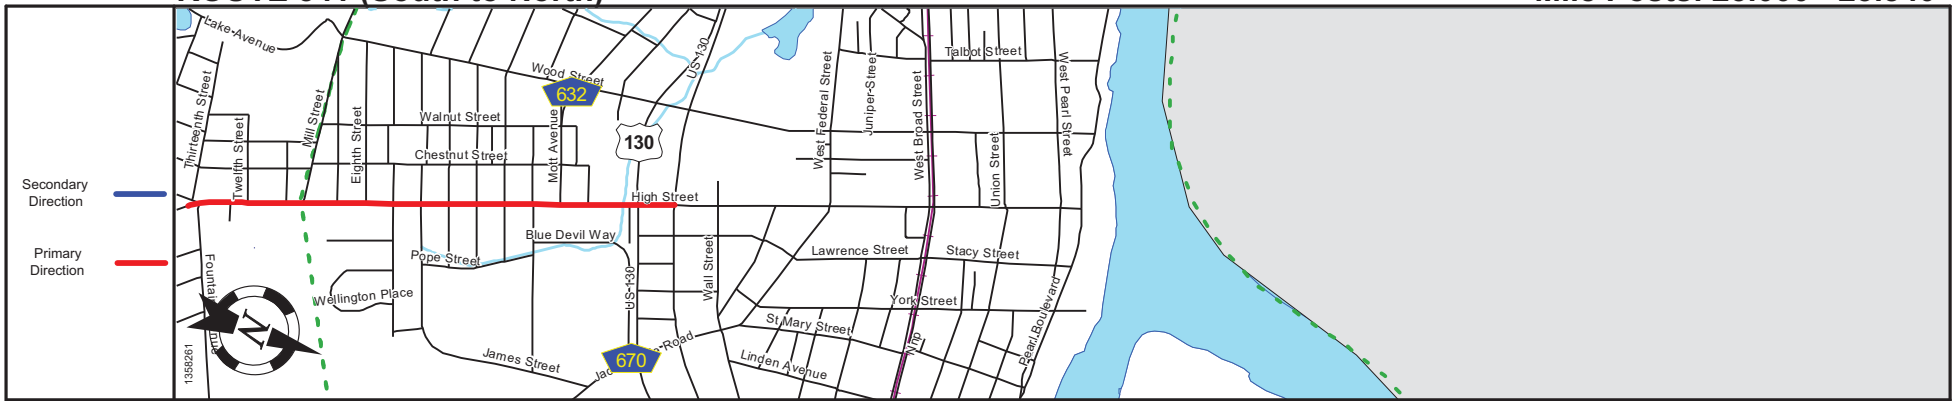 Lake Avenue
Thirteenth Street
Twelfth Street
Mill Street
Eighth Street
Walnut Street
Chestnut Street
Wood Street
632
Mott Avenue
US 130
130
High Street
West Federal Street
Juniper Street
West Broad Street
Talbot Street
West Pearl Street
Union Street
Secondary
Direction
Primary
Direction
Blue Devil Way
Pope Street
Wellington Place
James Street
US 130
Wall Street
Lawrence Street
Stacy Street
York Street
St Mary Street
Linden Avenue
Pearl Boulevard
Road
670
N
1358261